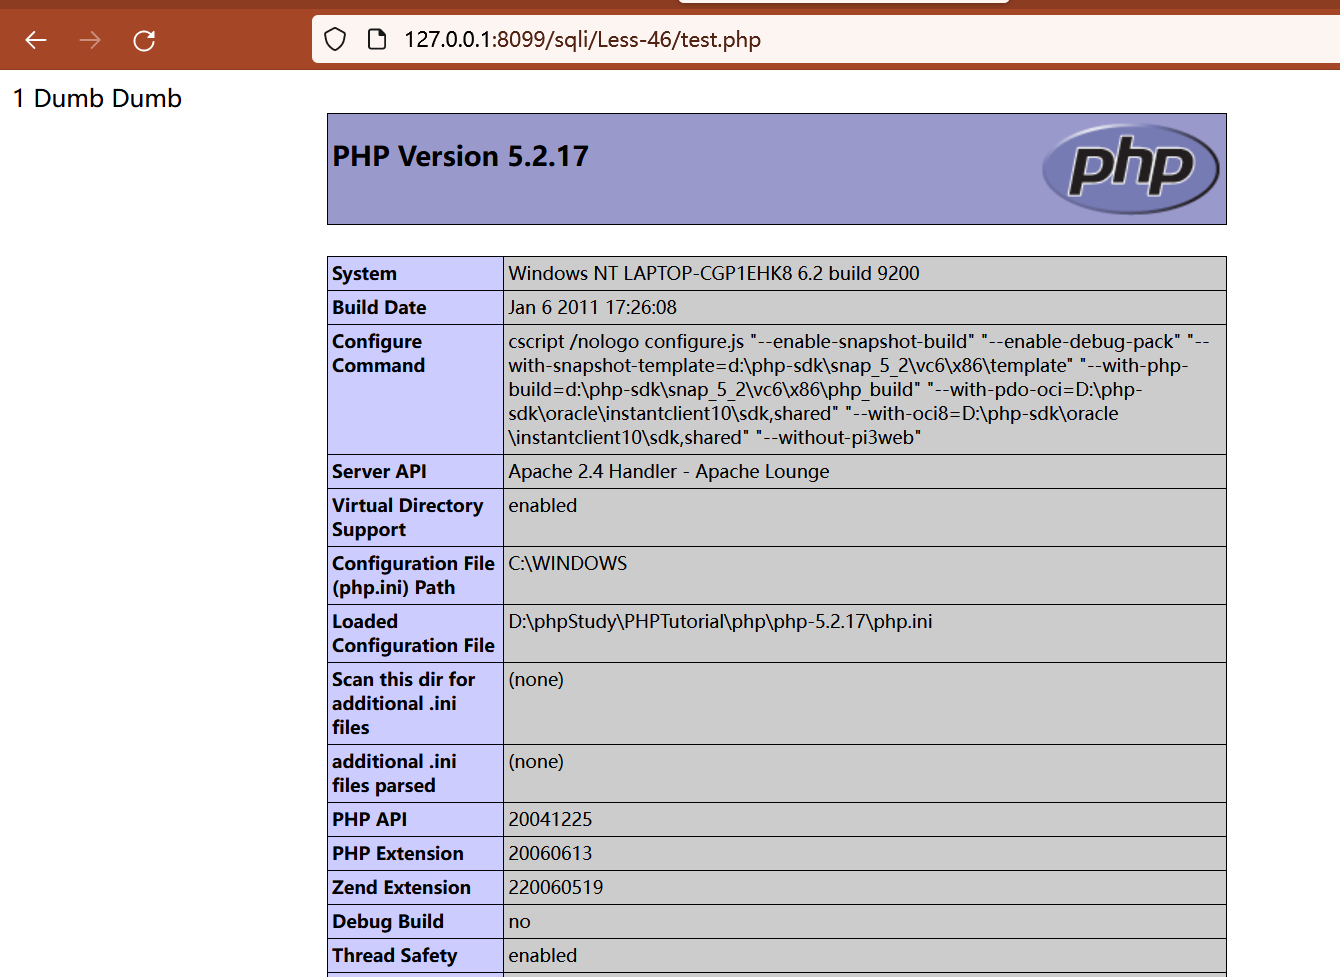 127.0.0.1:8099/sqli/Less-46/test.php
1 Dumb Dumb
PHP Version 5.2.17
php
System
Windows NT LAPTOP-CGP1EHK8 6.2 build 9200
Build Date
Jan 6 2011 17:26:08
Configure
Command
cscript /nologo configure.js "--enable-snapshot-build" "--enable-debug-pack" "--
with-snapshot-template=d:\php-sdk\snap_5_2\vc6\x86\template" "--with-php-
build=d:\php-sdk\snap_5_2\vc6\x86\php_build" "--with-pdo-oci=D:\php-
sdk\oracle\instantclient10\sdk,shared" "--with-oci8=D:\php-sdk\oracle
\instantclient10\sdk,shared" "--without-pi3web"
Server API
Apache 2.4 Handler - Apache Lounge
Virtual Directory
Support
enabled
Configuration File
(php.ini) Path
C:\WINDOWS
Loaded
Configuration File
D:\phpStudy\PHPTutorial\php\php-5.2.17\php.ini
Scan this dir for
additional .ini
files
(none)
additional .ini
files parsed
(none)
PHP API
20041225
PHP Extension
20060613
Zend Extension
220060519
Debug Build
no
Thread Safety
enabled